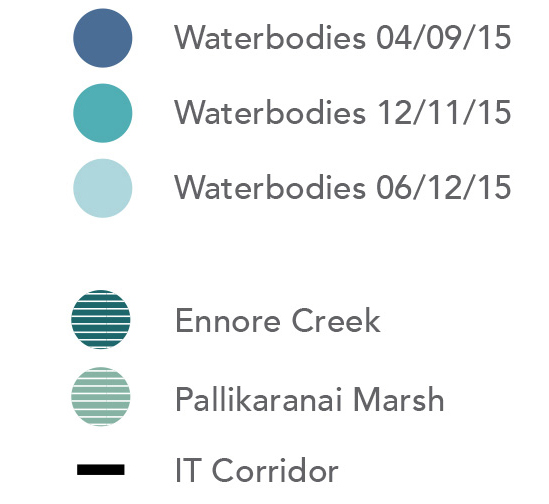 Waterbodies 04/09/15
Waterbodies 12/11/15
Waterbodies 06/12/15
Ennore Creek
Pallikaranai Marsh
IT Corridor